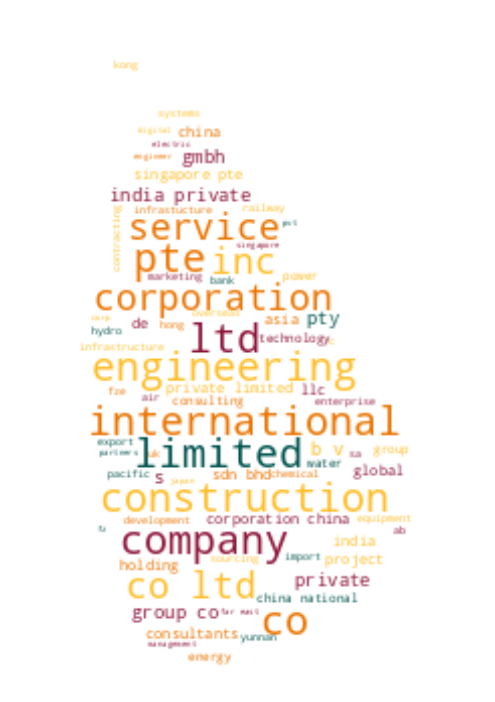 kong
systems
digital china
electric
engineer gmbh
singapore pte
india private
contracting
infrastucture railway
service put
singapore
pte inc
marketing bank power
corporation
overseas
corp de hong asia pty
hydro ltd technology
infrastructure
engineering
fze private limited llc
air consulting enterprise
international
export
partners uk limited b v sa group
water
pacific s japan sdn bhd chemical global
construction
development corporation china equipment
company ab
india
holding sourcing import project
co ltd private
china national
group co far east co
consultants yunnan
management
energy